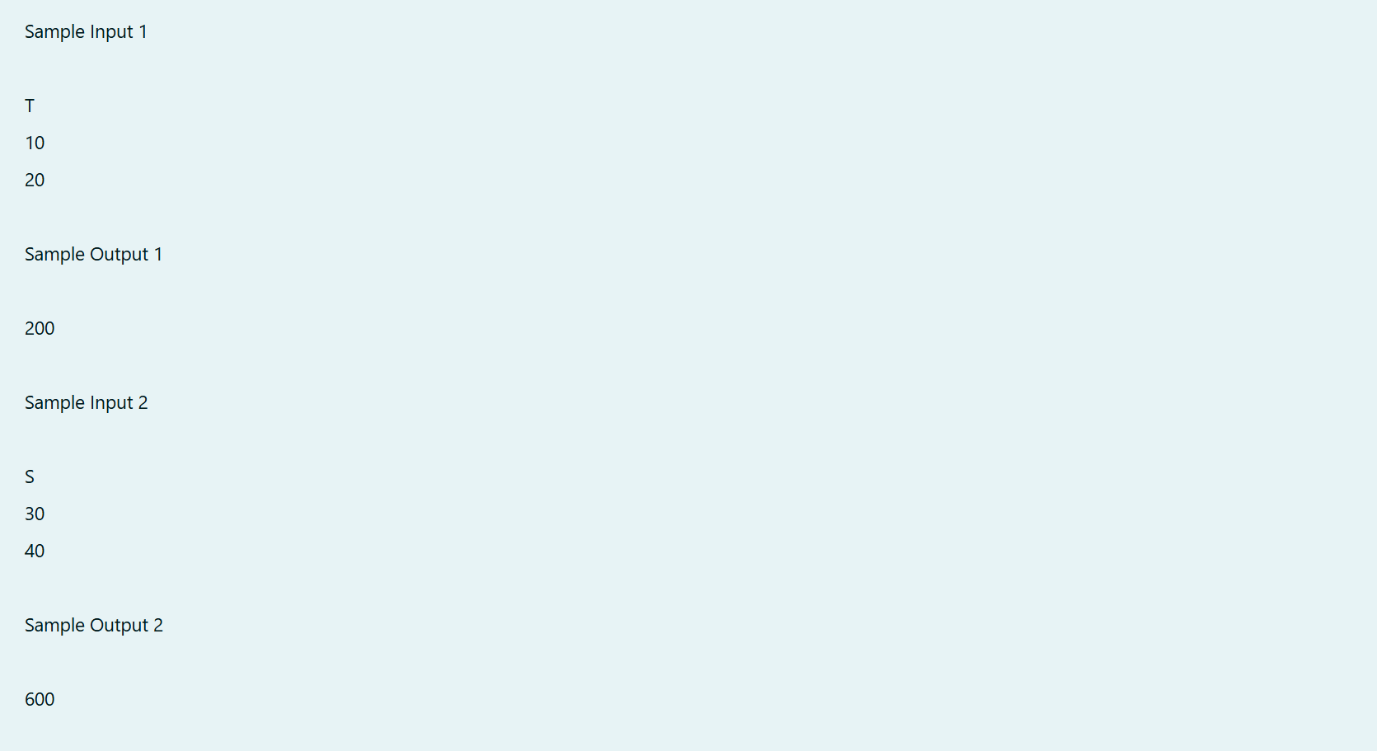 Sample Input 1
T
10
20
Sample Output 1
200
Sample Input 2
S
30
40
Sample Output 2
600